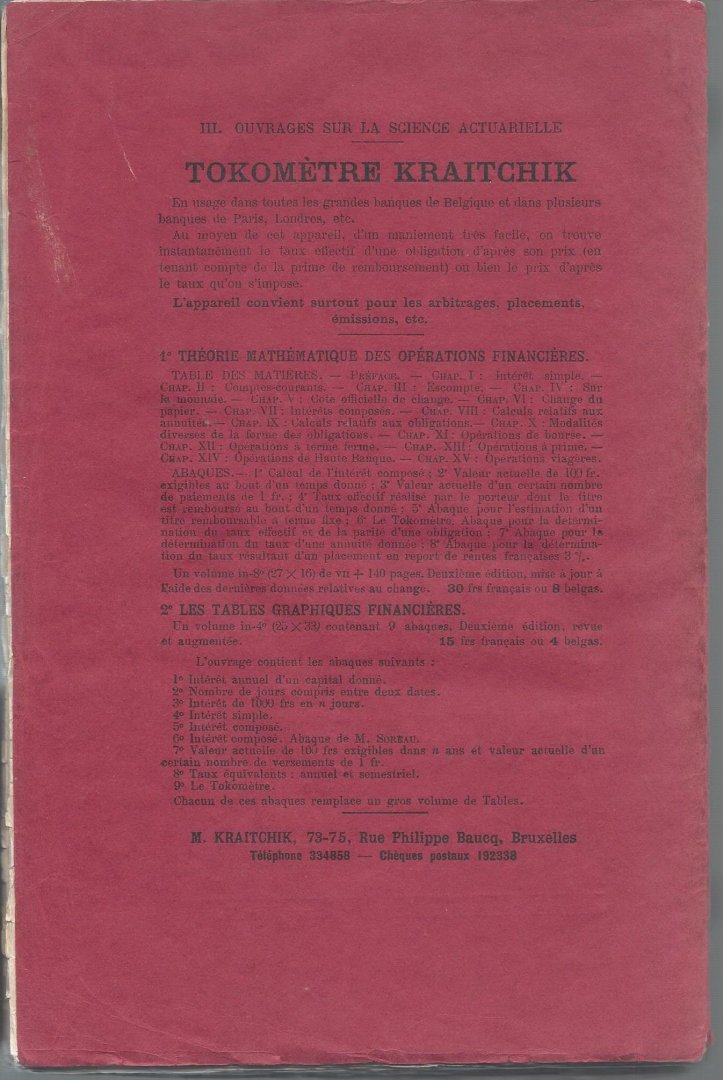 III. OUVRAGES SUR LA SCIENCE ACTUARIELLE
TOKOMÈTRE KRAITCHIK
En usage dans toutes les grandes banques de Belgique et dans plusieurs
banques de Paris, Londres, etc.
Au moyen de cet appareil, d'un maniement très facile, on trouve
instantanément le taux effectif d'une obligation d'après son prix (en
tenant compte de la prime de remboursement) ou bien le prix d'après
le taux qu'on s'impose.
L'appareil convient surtout pour les arbitrages, placements,
émissions, etc.
1° THÉORIE MATHÉMATIQUE DES OPÉRATIONS FINANCIÈRES.
TABLE DES MATIÈRES. — PRÉFACE. — CHAP. I : Intérêt simple. —
CHAP. II : Comptes-courants. — CHAP. III : Escompte. — CHAP. IV : Sur
la monnaie. — CHAP. V : Cote officielle de change. — CHAP. VI : Change du
papier. — CHAP. VII : Intérêts composés. — CHAP. VIII : Calculs relatifs aux
annuités. — CHAP. IX : Calculs relatifs aux obligations. — CHAP. X : Modalités
diverses de la forme des obligations. — CHAP. XI : Opérations de bourse. —
CHAP. XII : Opérations à terme ferme. — CHAP. XIII : Opérations à prime. —
CHAP. XIV : Opérations de Haute Banque. — CHAP. XV : Opérations viagères.
ABAQUES. — 1° Calcul de l'intérêt composé ; 2° Valeur actuelle de 100 fr.
exigibles au bout d'un temps donné ; 3° Valeur actuelle d'un certain nombre
de paiements de 1 fr. ; 4° Taux effectif réalisé par le porteur dont le titre
est remboursé au bout d'un temps donné ; 5° Abaque pour l'estimation d'un
titre remboursable à terme fixe ; 6° Le Tokomètre. Abaque pour la détermi-
nation du taux effectif et de la parité d'une obligation ; 7° Abaque pour la
détermination du taux d'une annuité donnée ; 8° Abaque pour la détermina-
tion du taux résultant d'un placement en report de rentes françaises 3 %.
Un volume in-8° (27 × 16) de VII + 140 pages. Deuxième édition, mise à jour à
l'aide des dernières données relatives au change. 30 frs français ou 8 belgas.
2° LES TABLES GRAPHIQUES FINANCIÈRES.
Un volume in-4° (25 × 33) contenant 9 abaques. Deuxième édition, revue
et augmentée. 15 frs français ou 4 belgas.
L'ouvrage contient les abaques suivants :
1° Intérêt annuel d'un capital donné.
2° Nombre de jours compris entre deux dates.
3° Intérêt de 1000 frs en n jours.
4° Intérêt simple.
5° Intérêt composé.
6° Intérêt composé. Abaque de M. SOREAU.
7° Valeur actuelle de 100 frs exigibles dans n ans et valeur actuelle d'un
certain nombre de versements de 1 fr.
8° Taux équivalents : annuel et semestriel.
9° Le Tokomètre.
Chacun de ces abaques remplace un gros volume de Tables.
M. KRAITCHIK, 73-75, Rue Philippe Baucq, Bruxelles
Téléphone 334858 — Chèques postaux 192338